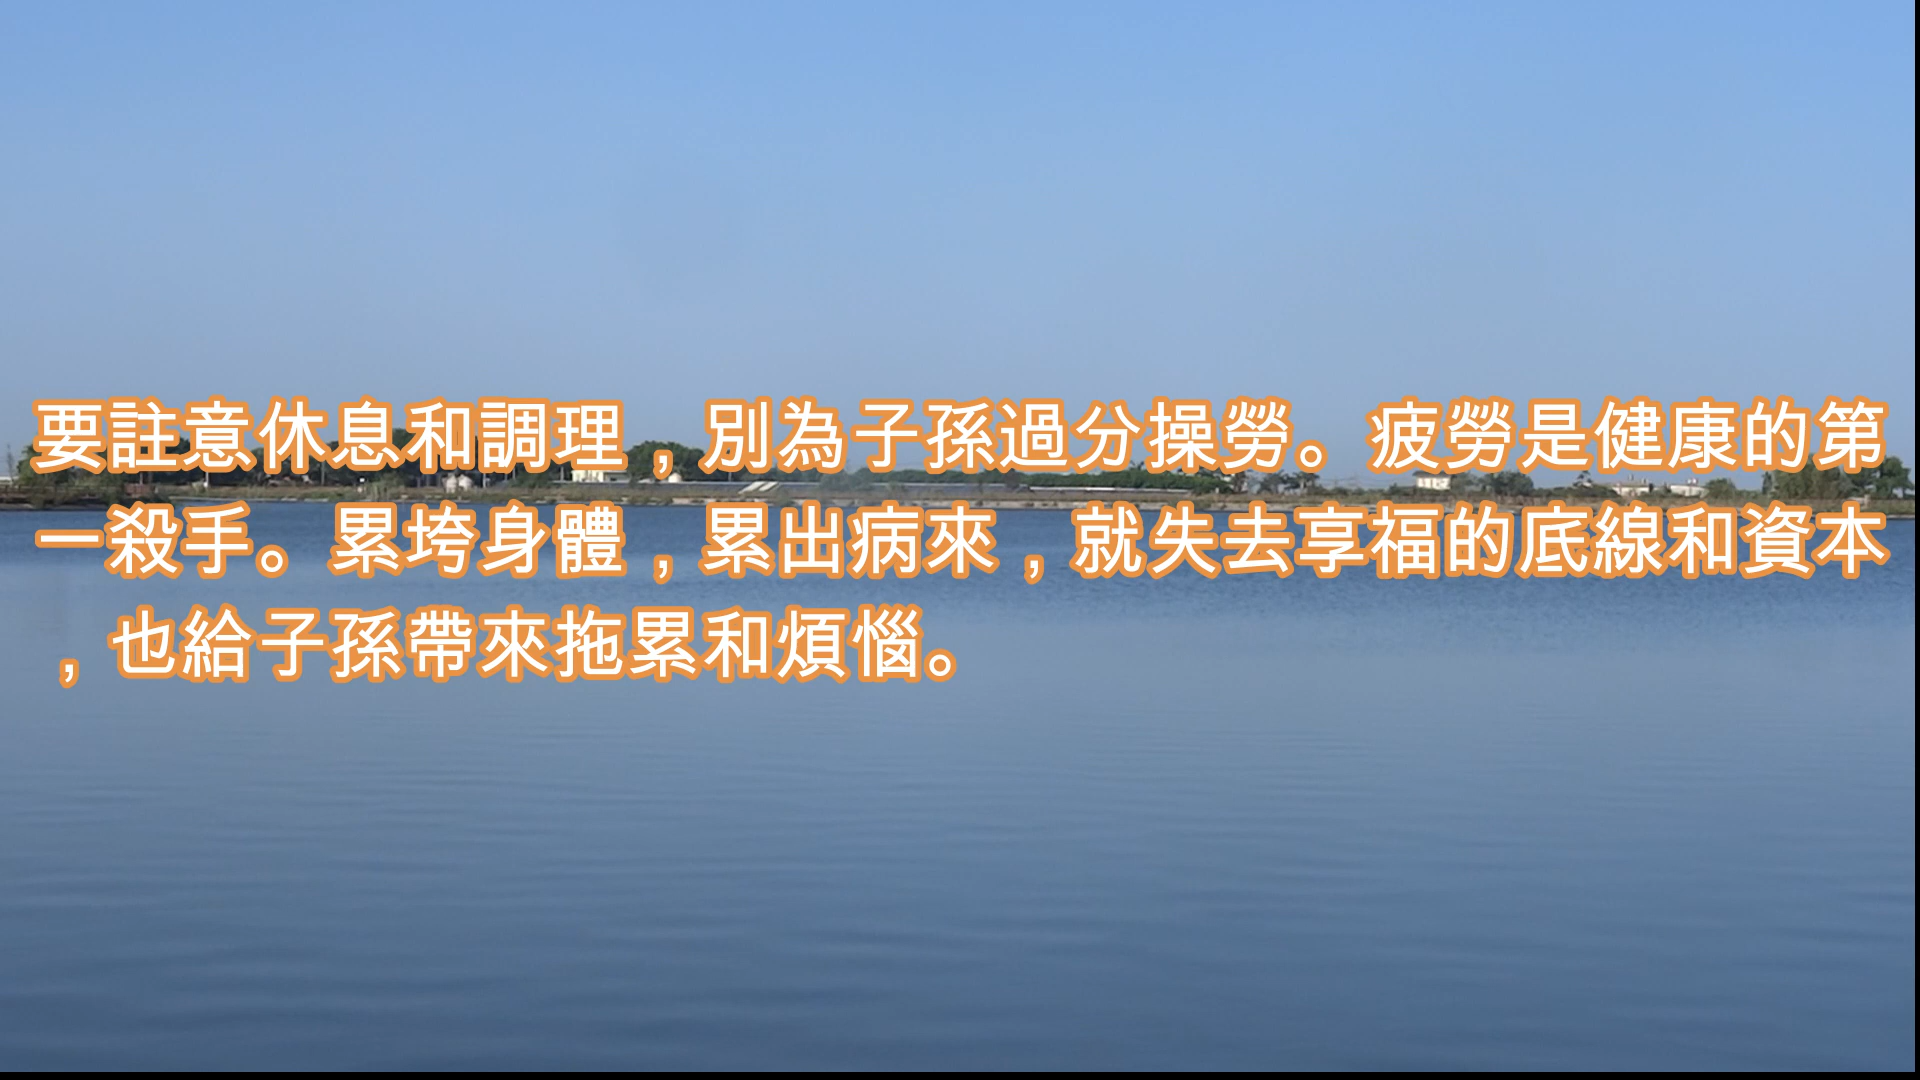 要註意休息和調理，別為子孫過分操勞。疲勞是健康的第
一殺手。累垮身體，累出病來，就失去享福的底線和資本
，也給子孫帶來拖累和煩惱。